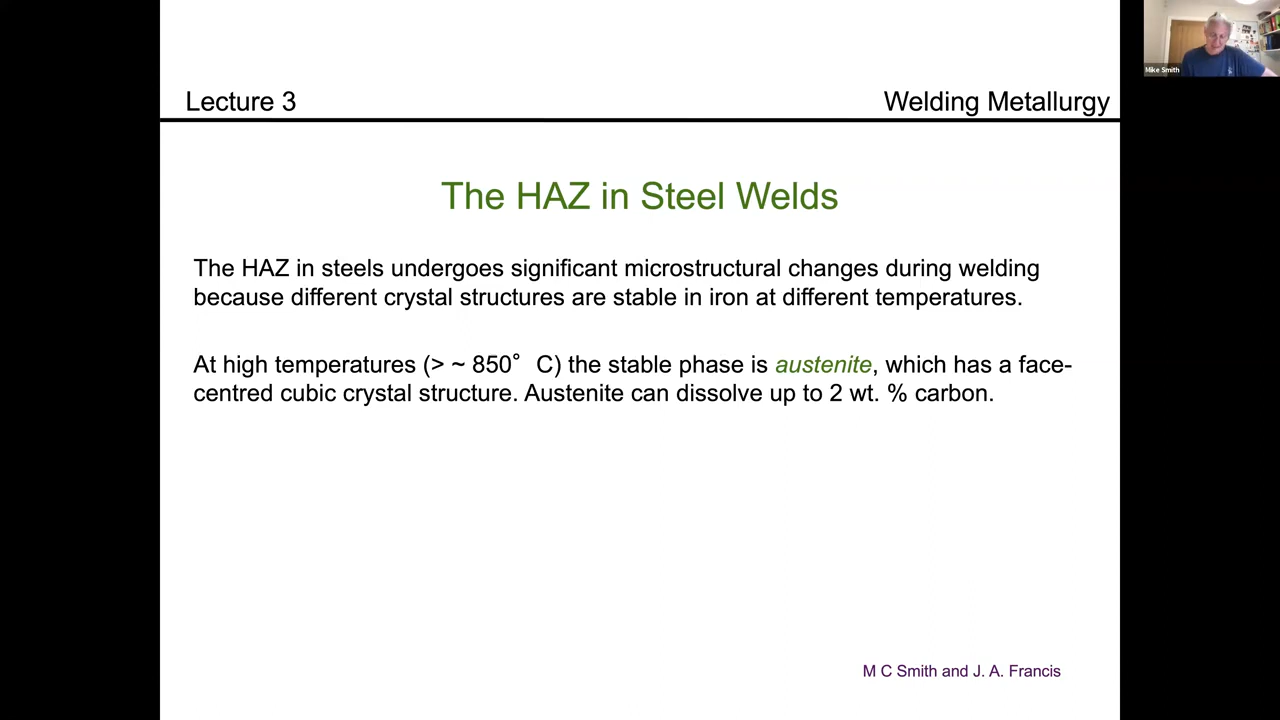 Mike Smith
Lecture 3
Welding Metallurgy
The HAZ in Steel Welds
The HAZ in steels undergoes significant microstructural changes during welding
because different crystal structures are stable in iron at different temperatures.
At high temperatures (> ~ 850° C) the stable phase is austenite, which has a face-
centred cubic crystal structure. Austenite can dissolve up to 2 wt. % carbon.
M C Smith and J. A. Francis